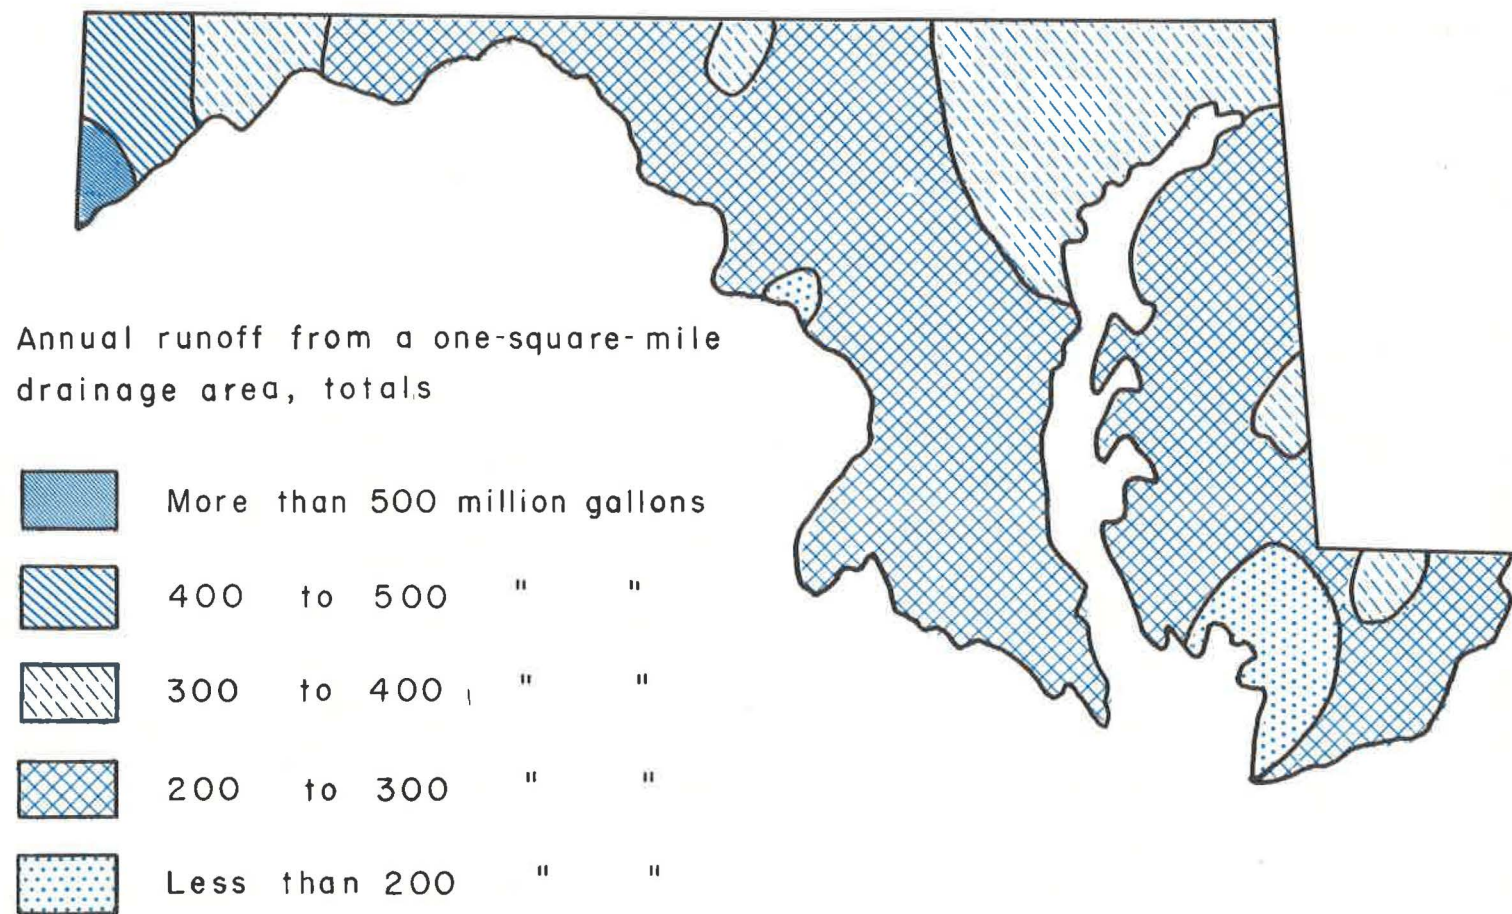 Annual runoff from a one-square-mile
drainage area, totals
More than 500 million gallons
400 to 500 " "
300 to 400 " "
200 to 300 " "
Less than 200 " "